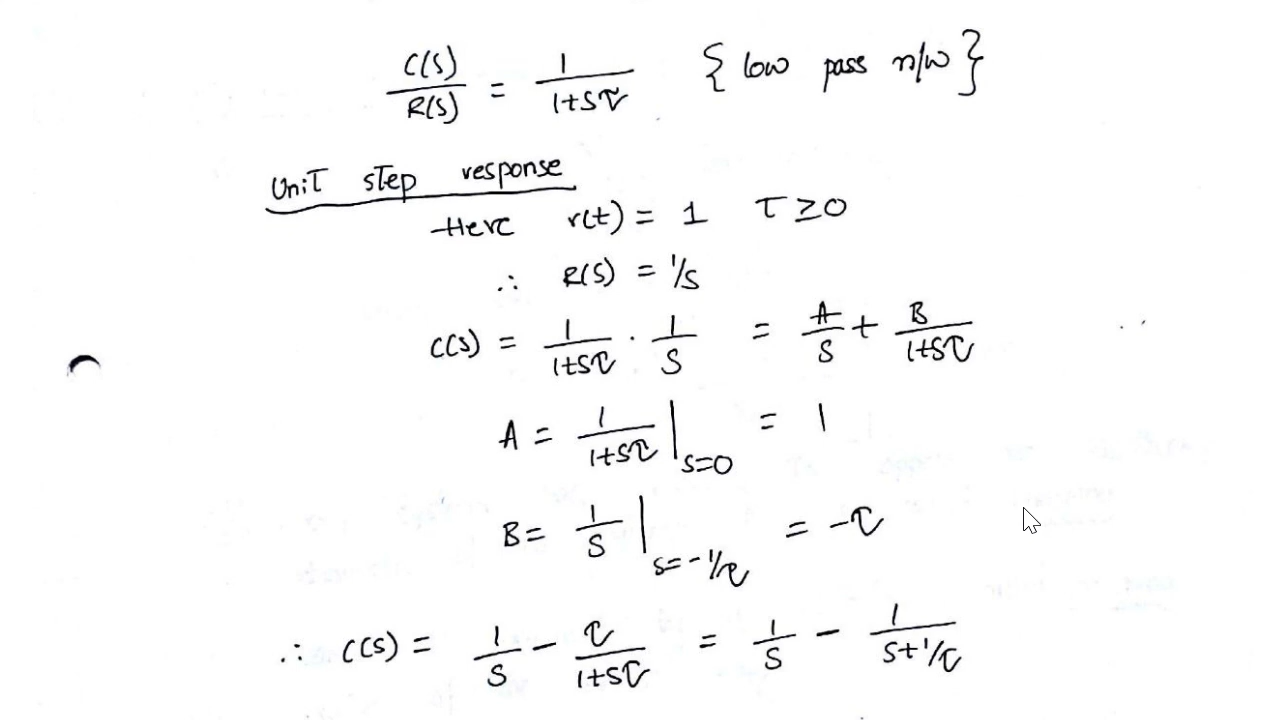 C(S)/R(S) = 1/(1+Sτ) { low pass n/w }
Unit step response
Here r(t) = 1 τ ≥ 0
∴ R(S) = 1/S
C(S) = 1/(1+Sτ) · 1/S = A/S + B/(1+Sτ)
A = 1/(1+Sτ) |S=0 = 1
B = 1/S |S=-1/τ = -τ
∴ C(S) = 1/S - τ/(1+Sτ) = 1/S - 1/(S+1/τ)